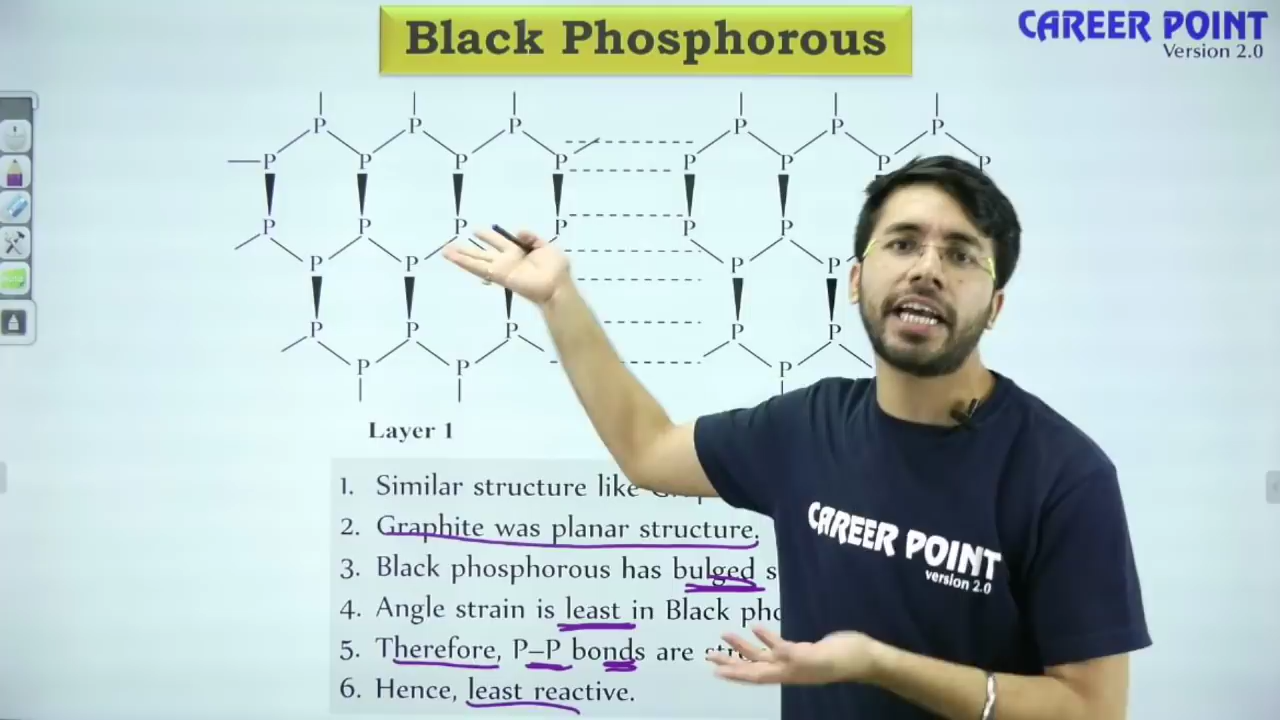 Black Phosphorous
CAREER POINT
Version 2.0
P P P P P P
P P P P P P P P
P P P P P P
P P P P
P P P P P
P P P
Layer 1
1. Similar structure like
2. Graphite was planar structure.
3. Black phosphorous has bulged
4. Angle strain is least in Black
5. Therefore, P–P bonds are
6. Hence, least reactive.
CAREER POINT
version 2.0